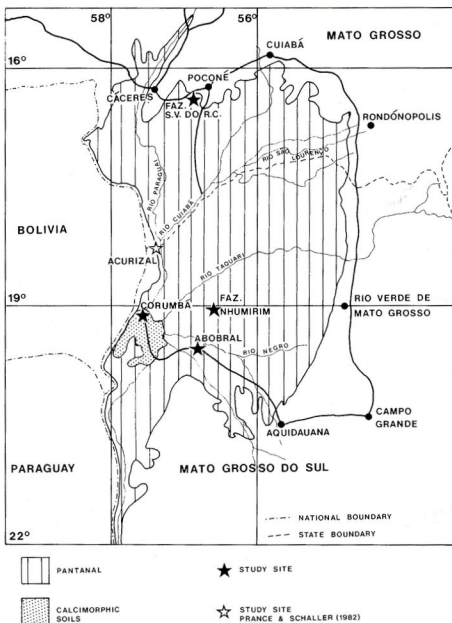 58°
56°
CUIABÁ
MATO GROSSO
16°
POCONÉ
CÁCERES
FAZ.
S.V. DO R.C.
RONDÓNOPOLIS
RIO SÃO
LOURENÇO
RIO PARAGUAI
RIO CUIABÁ
BOLIVIA
ACURIZAL
RIO TAQUARI
19°
CORUMBÁ
FAZ.
NHUMIRIM
RIO VERDE DE
MATO GROSSO
ABOBRAL
RIO NEGRO
CAMPO
GRANDE
AQUIDAUANA
PARAGUAY
MATO GROSSO DO SUL
NATIONAL BOUNDARY
STATE BOUNDARY
22°
PANTANAL
STUDY SITE
CALCIMORPHIC
SOILS
STUDY SITE
PRANCE & SCHALLER (1982)